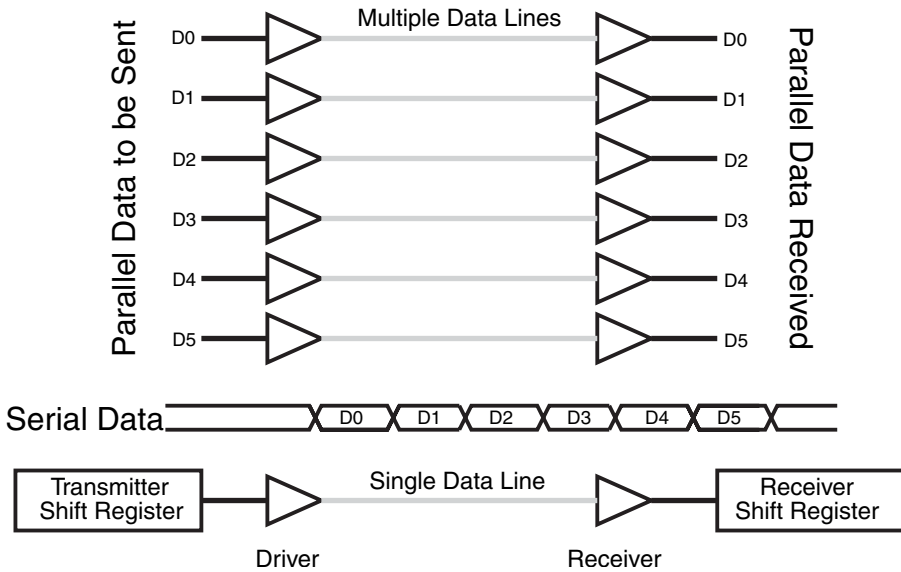 Multiple Data Lines
Parallel Data to be Sent
D0
D0
D1
D1
D2
D2
D3
D3
D4
D4
D5
D5
Parallel Data Received
Serial Data
D0 D1 D2 D3 D4 D5
Transmitter
Shift Register
Single Data Line
Receiver
Shift Register
Driver
Receiver